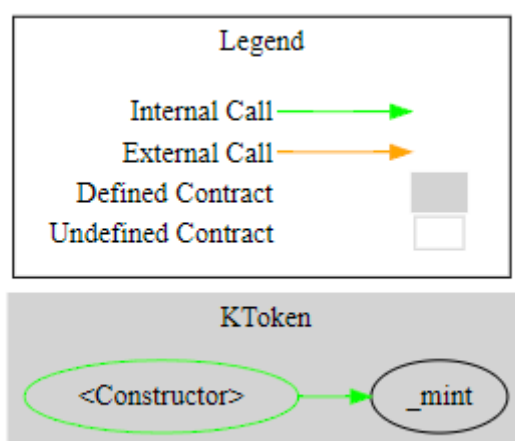 Legend
Internal Call
External Call
Defined Contract
Undefined Contract
KToken
<Constructor>
_mint